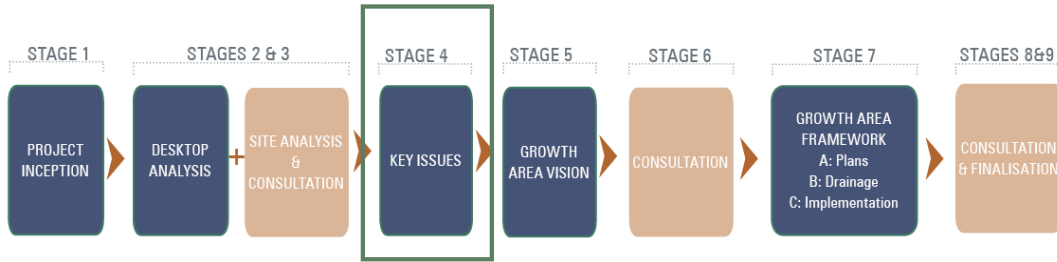 STAGE 1
STAGES 2 & 3
STAGE 4
STAGE 5
STAGE 6
STAGE 7
STAGES 8&9
PROJECT
INCEPTION
DESKTOP
ANALYSIS
+
SITE ANALYSIS
&
CONSULTATION
KEY ISSUES
GROWTH
AREA VISION
CONSULTATION
GROWTH AREA
FRAMEWORK
A: Plans
B: Drainage
C: Implementation
CONSULTATION
& FINALISATION